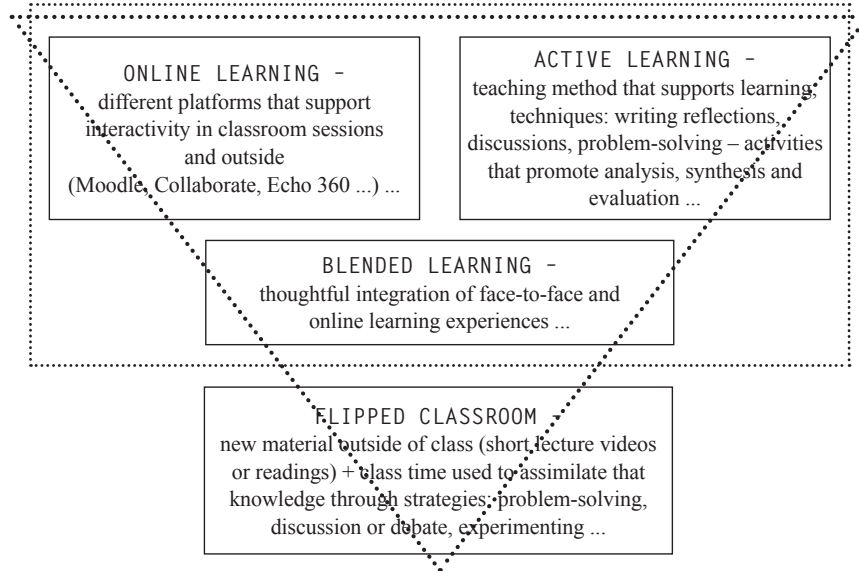 ONLINE LEARNING –
different platforms that support
interactivity in classroom sessions
and outside
(Moodle, Collaborate, Echo 360 ...) ...
ACTIVE LEARNING –
teaching method that supports learning,
techniques: writing reflections,
discussions, problem-solving – activities
that promote analysis, synthesis and
evaluation ...
BLENDED LEARNING –
thoughtful integration of face-to-face and
online learning experiences ...
FLIPPED CLASSROOM –
new material outside of class (short lecture videos
or readings) + class time used to assimilate that
knowledge through strategies: problem-solving,
discussion or debate, experimenting ...